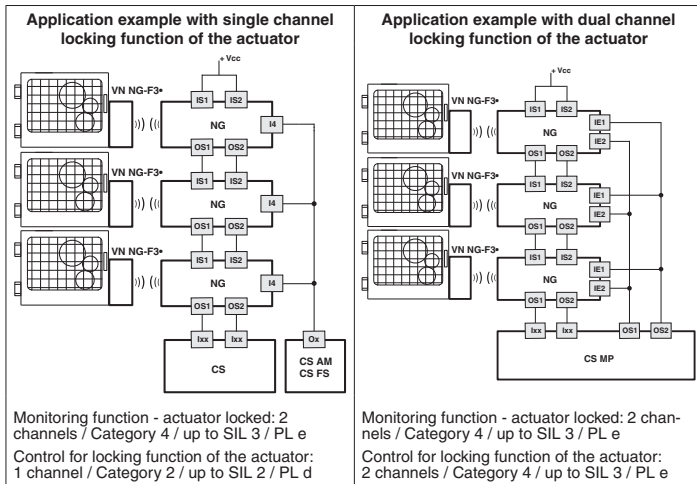 Application example with single channel
locking function of the actuator
+ Vcc
VN NG-F3•
IS1
IS2
NG
I4
OS1
OS2
VN NG-F3•
IS1
IS2
NG
I4
OS1
OS2
VN NG-F3•
IS1
IS2
NG
I4
OS1
OS2
Ixx
Ixx
Ox
CS
CS AM
CS FS
Monitoring function - actuator locked: 2
channels / Category 4 / up to SIL 3 / PL e
Control for locking function of the actuator:
1 channel / Category 2 / up to SIL 2 / PL d
Application example with dual channel
locking function of the actuator
+ Vcc
VN NG-F3•
IS1
IS2
IE1
NG
IE2
OS1
OS2
VN NG-F3•
IS1
IS2
IE1
NG
IE2
OS1
OS2
VN NG-F3•
IS1
IS2
IE1
NG
IE2
OS1
OS2
Ixx
Ixx
OS1
OS2
CS MP
Monitoring function - actuator locked: 2 chan-
nels / Category 4 / up to SIL 3 / PL e
Control for locking function of the actuator:
2 channels / Category 4 / up to SIL 3 / PL e